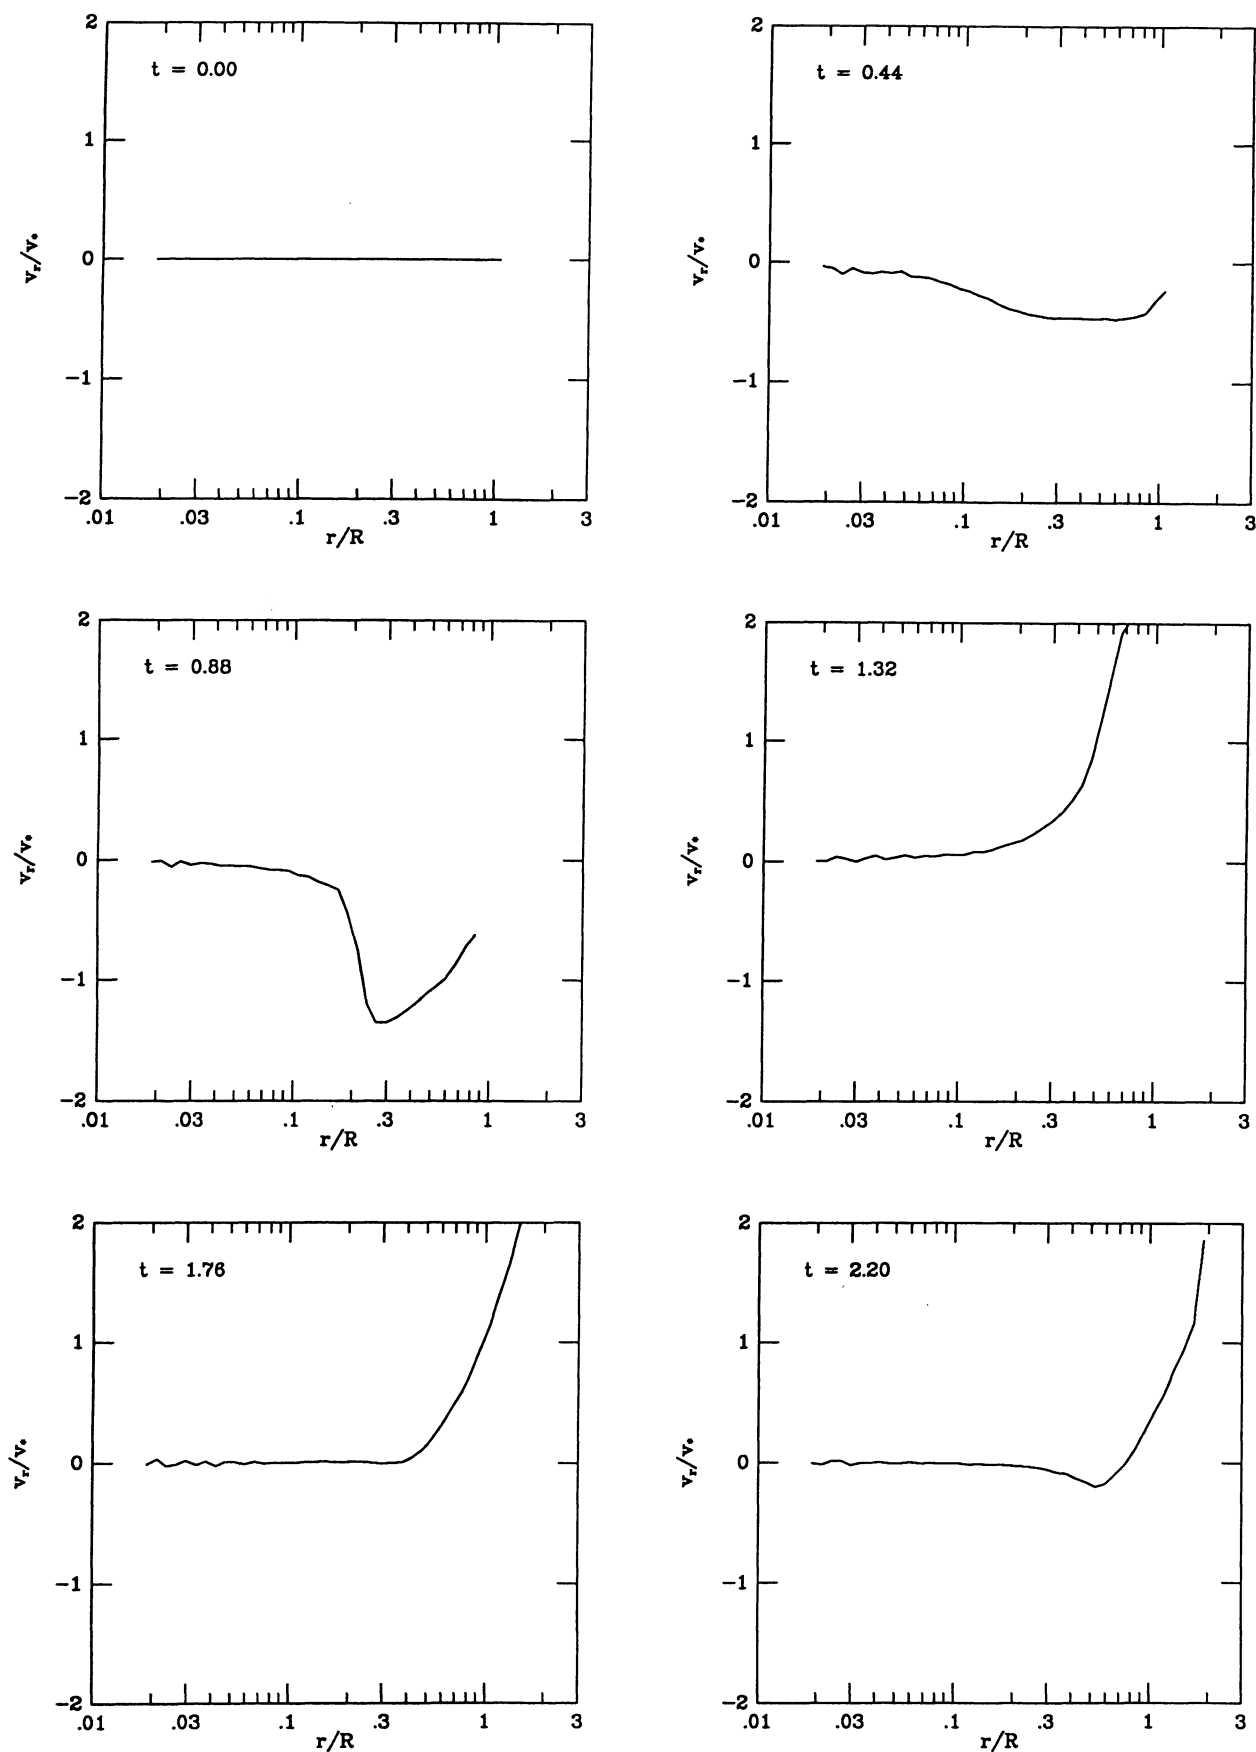 t = 0.00
2
1
0
−1
−2
v_r/v_*
.01 .03 .1 .3 1 3
r/R
t = 0.44
2
1
0
−1
−2
v_r/v_*
.01 .03 .1 .3 1 3
r/R
t = 0.88
2
1
0
−1
−2
v_r/v_*
.01 .03 .1 .3 1 3
r/R
t = 1.32
2
1
0
−1
−2
v_r/v_*
.01 .03 .1 .3 1 3
r/R
t = 1.76
2
1
0
−1
−2
v_r/v_*
.01 .03 .1 .3 1 3
r/R
t = 2.20
2
1
0
−1
−2
v_r/v_*
.01 .03 .1 .3 1 3
r/R